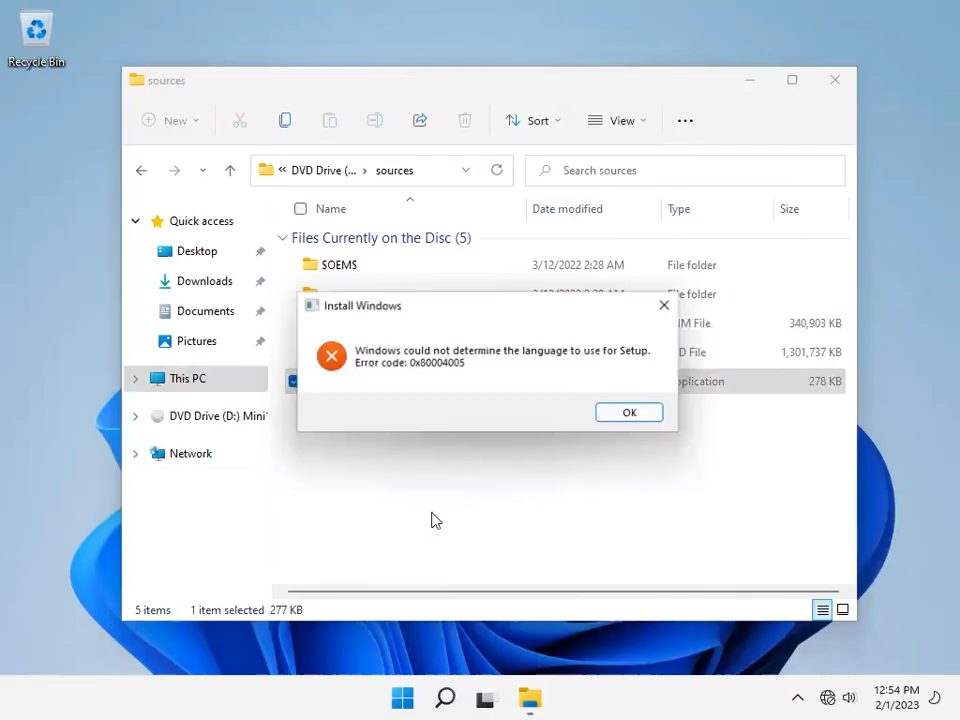 Recycle Bin
sources
New
Sort
View
DVD Drive (... > sources
Search sources
Name
Date modified
Type
Size
Quick access
Files Currently on the Disc (5)
Desktop
$OEM$
3/12/2022 2:28 AM
File folder
Downloads
File folder
Install Windows
Documents
M File
340,903 KB
Pictures
Windows could not determine the language to use for Setup.
Error code: 0x80004005
D File
1,301,737 KB
This PC
pplication
278 KB
OK
DVD Drive (D:) Mini
Network
5 items
1 item selected 277 KB
12:54 PM
2/1/2023